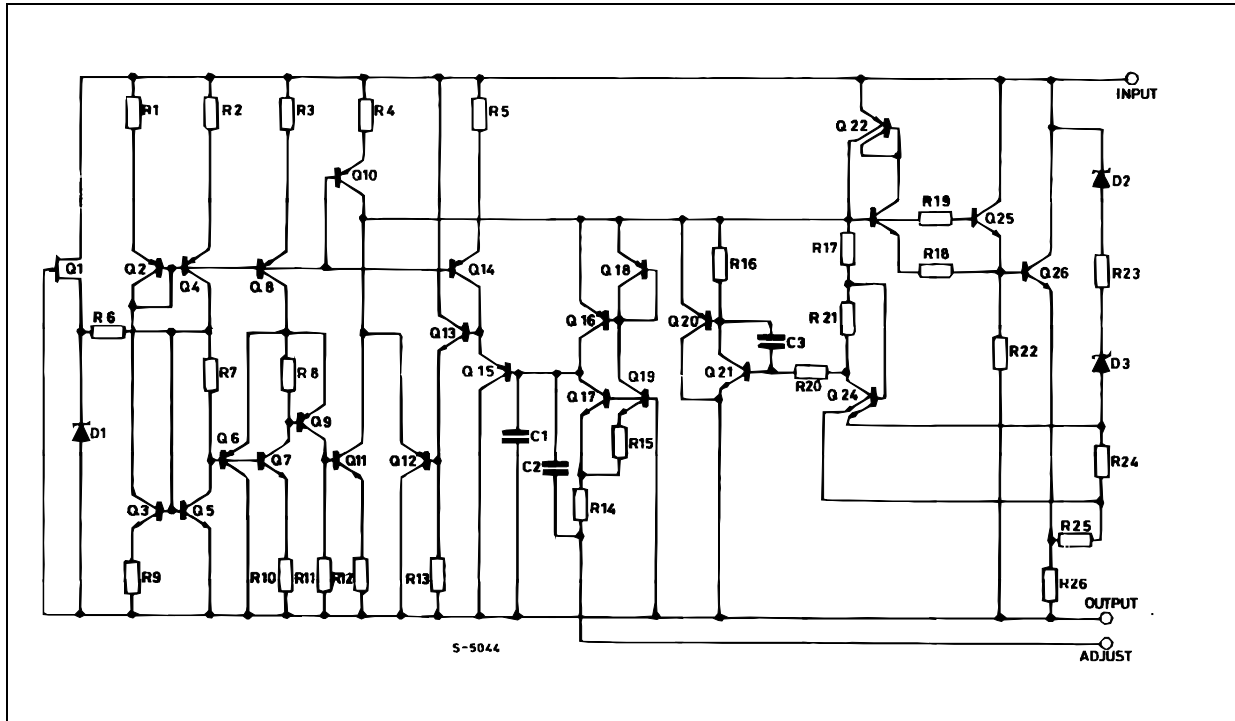 INPUT
R1
R2
R3
R4
R5
Q22
D2
Q10
R19
Q25
R17
R18
Q1
Q2
Q4
Q8
Q14
Q18
R16
Q26
R23
R6
Q13
Q16
Q20
C3
R21
R22
D3
R7
R8
Q15
Q17
Q19
Q21
R20
Q24
D1
Q6
Q9
C1
R15
Q7
Q11
Q12
C2
R24
Q3
Q5
R14
R25
R9
R10
R11
R12
R13
R26
OUTPUT
S-5044
ADJUST